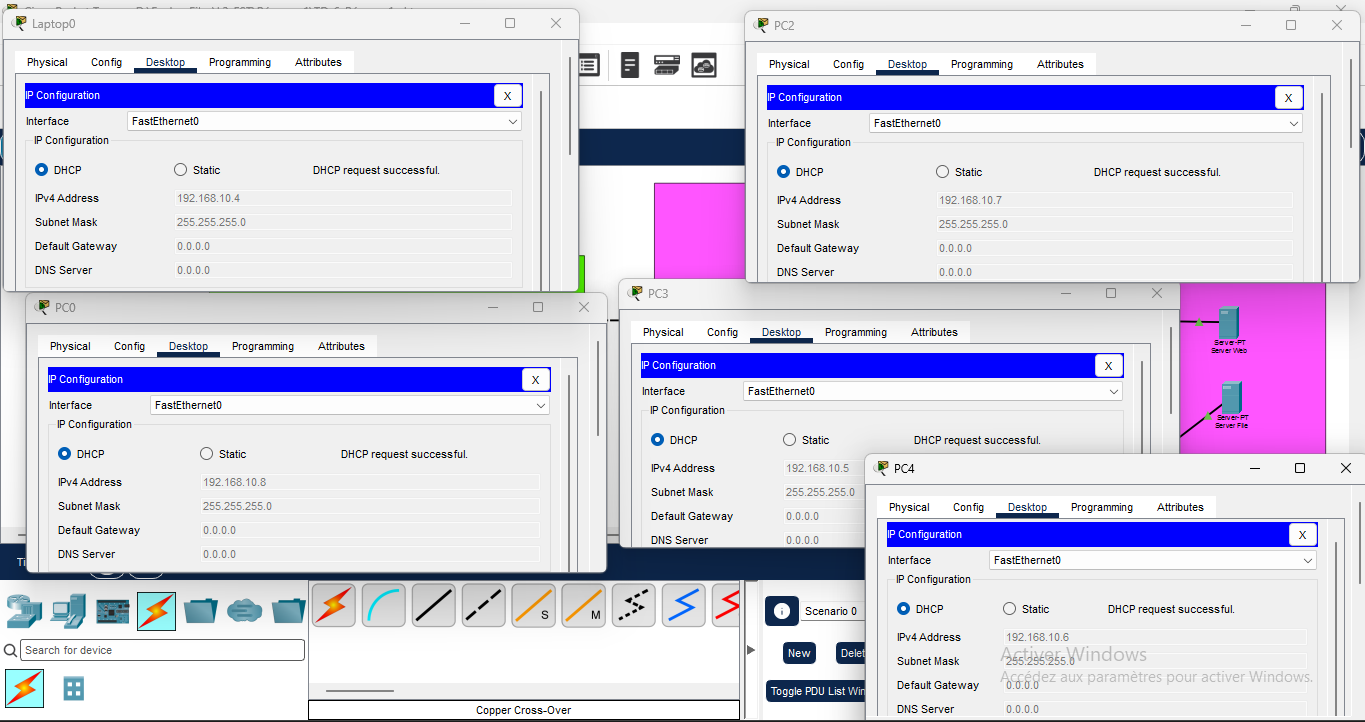 Laptop0
Physical Config Desktop Programming Attributes
IP Configuration X
Interface FastEthernet0
IP Configuration
DHCP Static DHCP request successful.
IPv4 Address 192.168.10.4
Subnet Mask 255.255.255.0
Default Gateway 0.0.0.0
DNS Server 0.0.0.0
PC2
Physical Config Desktop Programming Attributes
IP Configuration X
Interface FastEthernet0
IP Configuration
DHCP Static DHCP request successful.
IPv4 Address 192.168.10.7
Subnet Mask 255.255.255.0
Default Gateway 0.0.0.0
DNS Server 0.0.0.0
PC0
Physical Config Desktop Programming Attributes
IP Configuration X
Interface FastEthernet0
IP Configuration
DHCP Static DHCP request successful.
IPv4 Address 192.168.10.8
Subnet Mask 255.255.255.0
Default Gateway 0.0.0.0
DNS Server 0.0.0.0
PC3
Physical Config Desktop Programming Attributes
IP Configuration X
Interface FastEthernet0
IP Configuration
DHCP Static DHCP request successful.
IPv4 Address 192.168.10.5
Subnet Mask 255.255.255.0
Default Gateway 0.0.0.0
DNS Server 0.0.0.0
Server-PT
Server Web
Server-PT
Server File
PC4
Physical Config Desktop Programming Attributes
IP Configuration X
Interface FastEthernet0
IP Configuration
DHCP Static DHCP request successful.
IPv4 Address 192.168.10.6
Subnet Mask 255.255.255.0
Default Gateway 0.0.0.0
DNS Server 0.0.0.0
Activer Windows
Accédez aux paramètres pour activer Windows.
Ti
S
M
Search for device
Copper Cross-Over
Scenario 0
New Delet
Toggle PDU List Win